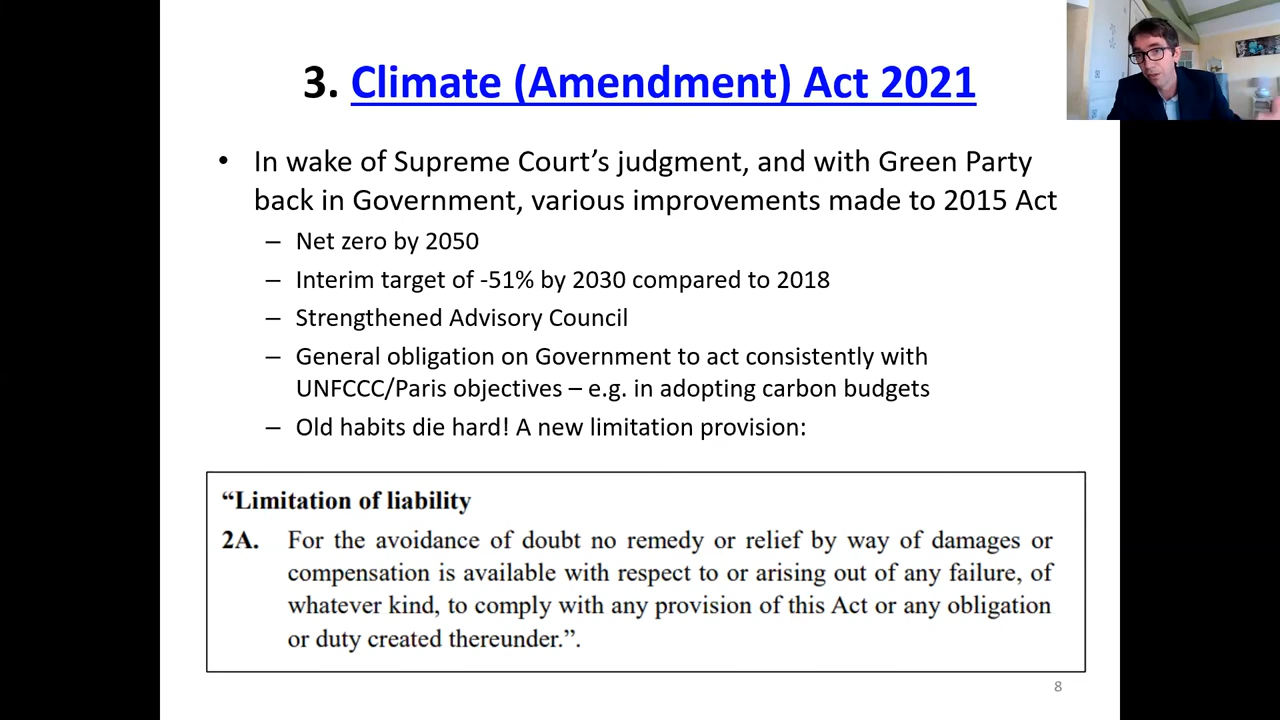 3. Climate (Amendment) Act 2021
• In wake of Supreme Court’s judgment, and with Green Party
back in Government, various improvements made to 2015 Act
– Net zero by 2050
– Interim target of -51% by 2030 compared to 2018
– Strengthened Advisory Council
– General obligation on Government to act consistently with
UNFCCC/Paris objectives – e.g. in adopting carbon budgets
– Old habits die hard! A new limitation provision:
“Limitation of liability
2A. For the avoidance of doubt no remedy or relief by way of damages or
compensation is available with respect to or arising out of any failure, of
whatever kind, to comply with any provision of this Act or any obligation
or duty created thereunder.”.
8